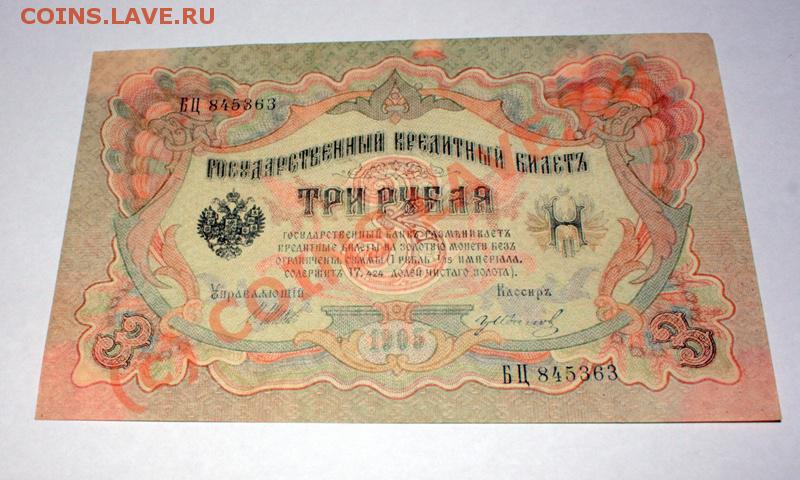 COINS.LAVE.RU
БЦ 845363
ГОСУДАРСТВЕННЫЙ КРЕДИТНЫЙ БИЛЕТЪ
ТРИ РУБЛЯ
ГОСУДАРСТВЕННЫЙ БАНКЪ РАЗМѢНИВАЕТЪ
КРЕДИТНЫЕ БИЛЕТЫ НА ЗОЛОТУЮ МОНЕТУ БЕЗЪ
ОГРАНИЧЕНІЯ СУММЫ (1 РУБЛЬ = 1/15 ИМПЕРІАЛА,
СОДЕРЖИТЪ 17,424 ДОЛЕЙ ЧИСТАГО ЗОЛОТА).
Управляющій Кассиръ
3 1905 3
БЦ 845363